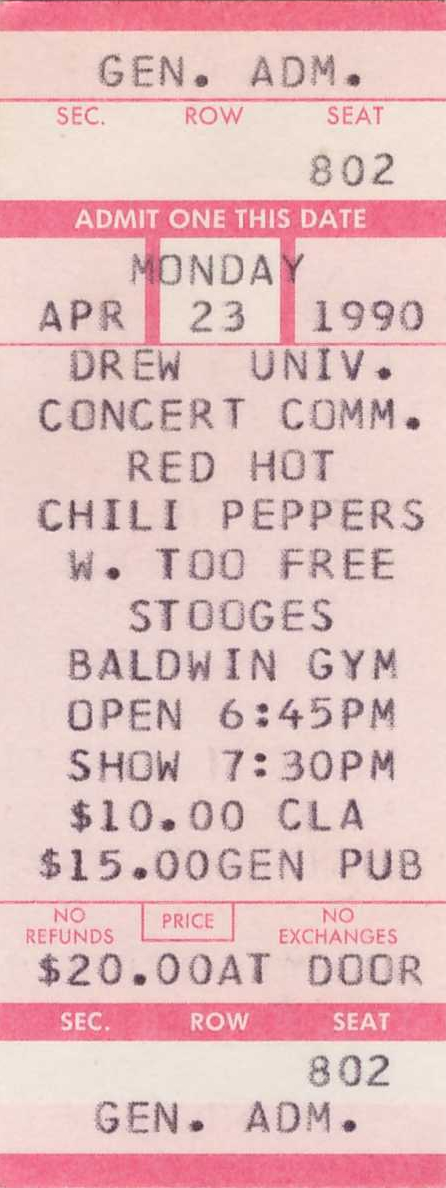 GEN. ADM.
SEC. ROW SEAT
802
ADMIT ONE THIS DATE
MONDAY
APR 23 1990
DREW UNIV.
CONCERT COMM.
RED HOT
CHILI PEPPERS
W. TOO FREE
STOOGES
BALDWIN GYM
OPEN 6:45PM
SHOW 7:30PM
$10.00 CLA
$15.00GEN PUB
NO REFUNDS PRICE NO EXCHANGES
$20.00AT DOOR
SEC. ROW SEAT
802
GEN. ADM.